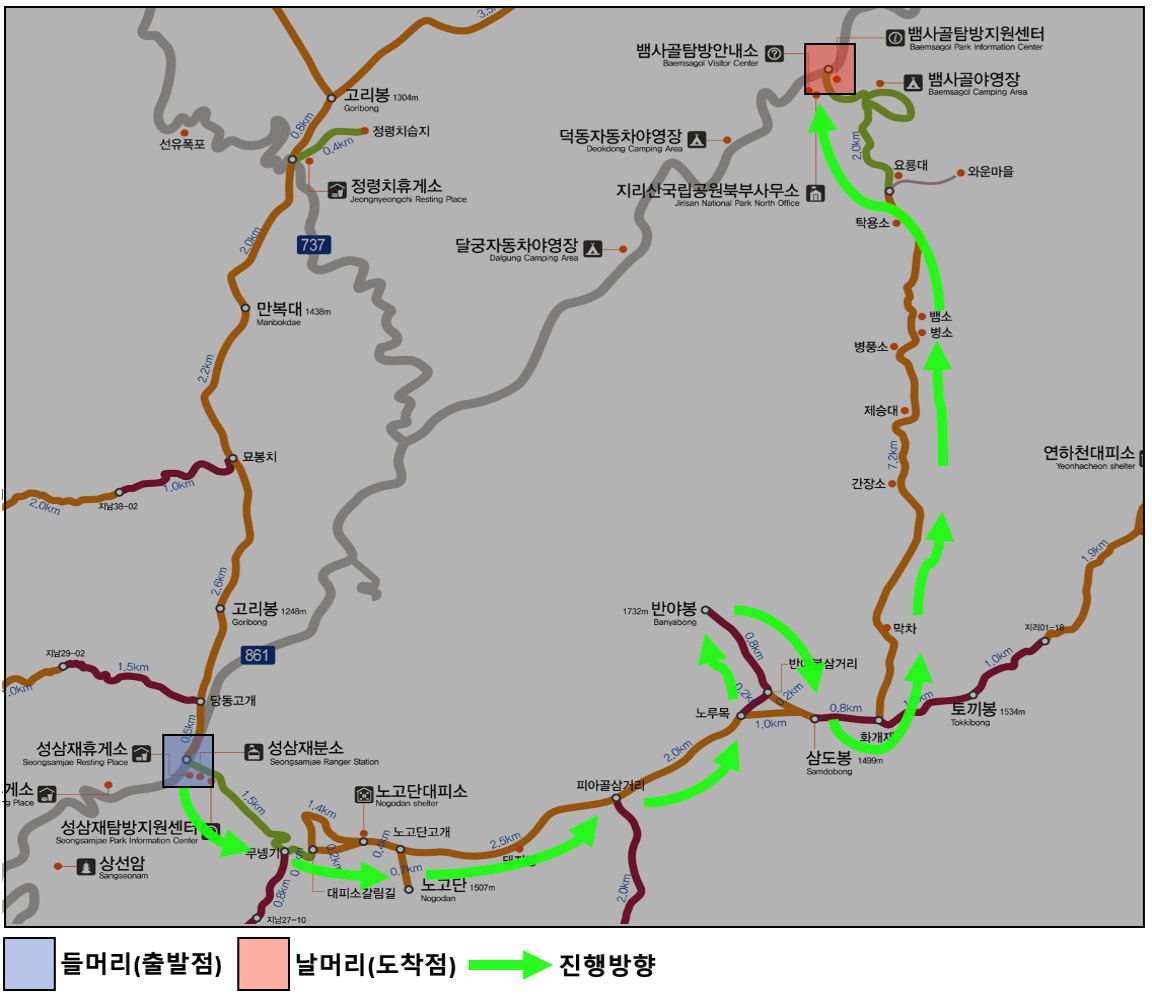 3.5
고리봉 1304m
Goribong
0.8km
정령치습지
0.4km
선유폭포
정령치휴게소
Jeongnyeongchi Resting Place
737
2.0km
만복대 1438m
Manbokdae
2.2km
묘봉치
1.0km
2.0km
지남38-02
2.6km
고리봉 1248m
Goribong
861
지남29-02
1.5km
.0km
당동고개
0.5km
성삼재휴게소
Seongsamjae Resting Place
성삼재분소
Seongsamjae Ranger Station
게소
g Place
성삼재탐방지원센터
Seongsamjae Park Information Center
상선암
Sangseonam
1.5km
무넹기
0.8km
지남27-10
1.4km
0.2km
대피소갈림길
노고단대피소
Nogodan shelter
0.4km
노고단고개
0.7km
노고단 1507m
Nogodan
2.5km
피아골삼거리
2.0km
2.0km
노루목
1732m 반야봉
Banyabong
0.8km
0.2k
1.0km
0.8km
삼도봉 1499m
Samdobong
막차
토끼봉 1534m
Tokkibong
1.0km
지리01-18
1.9km
연하천대피소
Yeonhacheon shelter
뱀사골탐방안내소
Baemsagol Visitor Center
뱀사골탐방지원센터
Baemsagol Park Information Center
뱀사골야영장
Baemsagol Camping Area
덕동자동차야영장
Deokdong Camping Area
2.0km
요룡대
와운마을
지리산국립공원북부사무소
Jirisan National Park North Office
탁용소
달궁자동차야영장
Dalgung Camping Area
뱀소
병소
병풍소
제승대
7.2km
간장소
들머리(출발점)
날머리(도착점)
진행방향